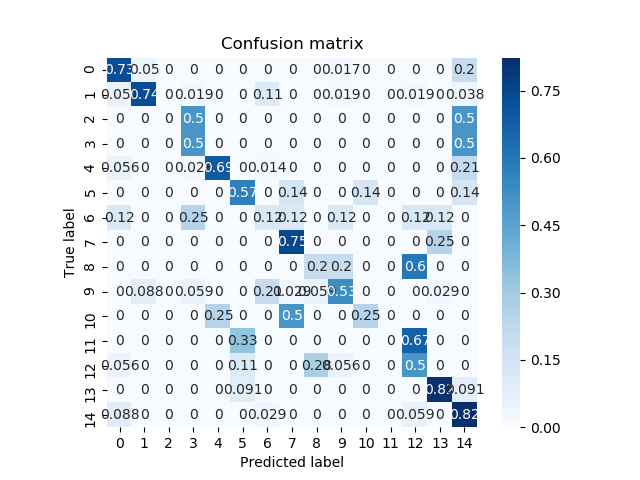 Confusion matrix
0 0.73 0.05 0 0 0 0 0 0 0 0.017 0 0 0 0 0.2
1 0.05 0.74 0 0.019 0 0 0.11 0 0 0.019 0 0 0.019 0 0.038
2 0 0 0 0.5 0 0 0 0 0 0 0 0 0 0 0.5
3 0 0 0 0.5 0 0 0 0 0 0 0 0 0 0 0.5
4 0.056 0 0 0.02 0.69 0 0.014 0 0 0 0 0 0 0 0.21
5 0 0 0 0 0 0.57 0 0.14 0 0 0.14 0 0 0 0.14
6 0.12 0 0 0.25 0 0 0.12 0.12 0 0.12 0 0 0.12 0.12 0
7 0 0 0 0 0 0 0 0.75 0 0 0 0 0 0.25 0
8 0 0 0 0 0 0 0 0 0.2 0.2 0 0 0.6 0 0
9 0 0.088 0 0.059 0 0 0.21 0.029 0.05 0.53 0 0 0 0.029 0
10 0 0 0 0 0.25 0 0 0.5 0 0 0.25 0 0 0 0
11 0 0 0 0 0 0.33 0 0 0 0 0 0 0.67 0 0
12 0.056 0 0 0 0 0.11 0 0 0.28 0.056 0 0 0.5 0 0
13 0 0 0 0 0 0.091 0 0 0 0 0 0 0 0.82 0.091
14 0.088 0 0 0 0 0 0.029 0 0 0 0 0 0.059 0 0.82
0 1 2 3 4 5 6 7 8 9 10 11 12 13 14
Predicted label
True label
0.75
0.60
0.45
0.30
0.15
0.00